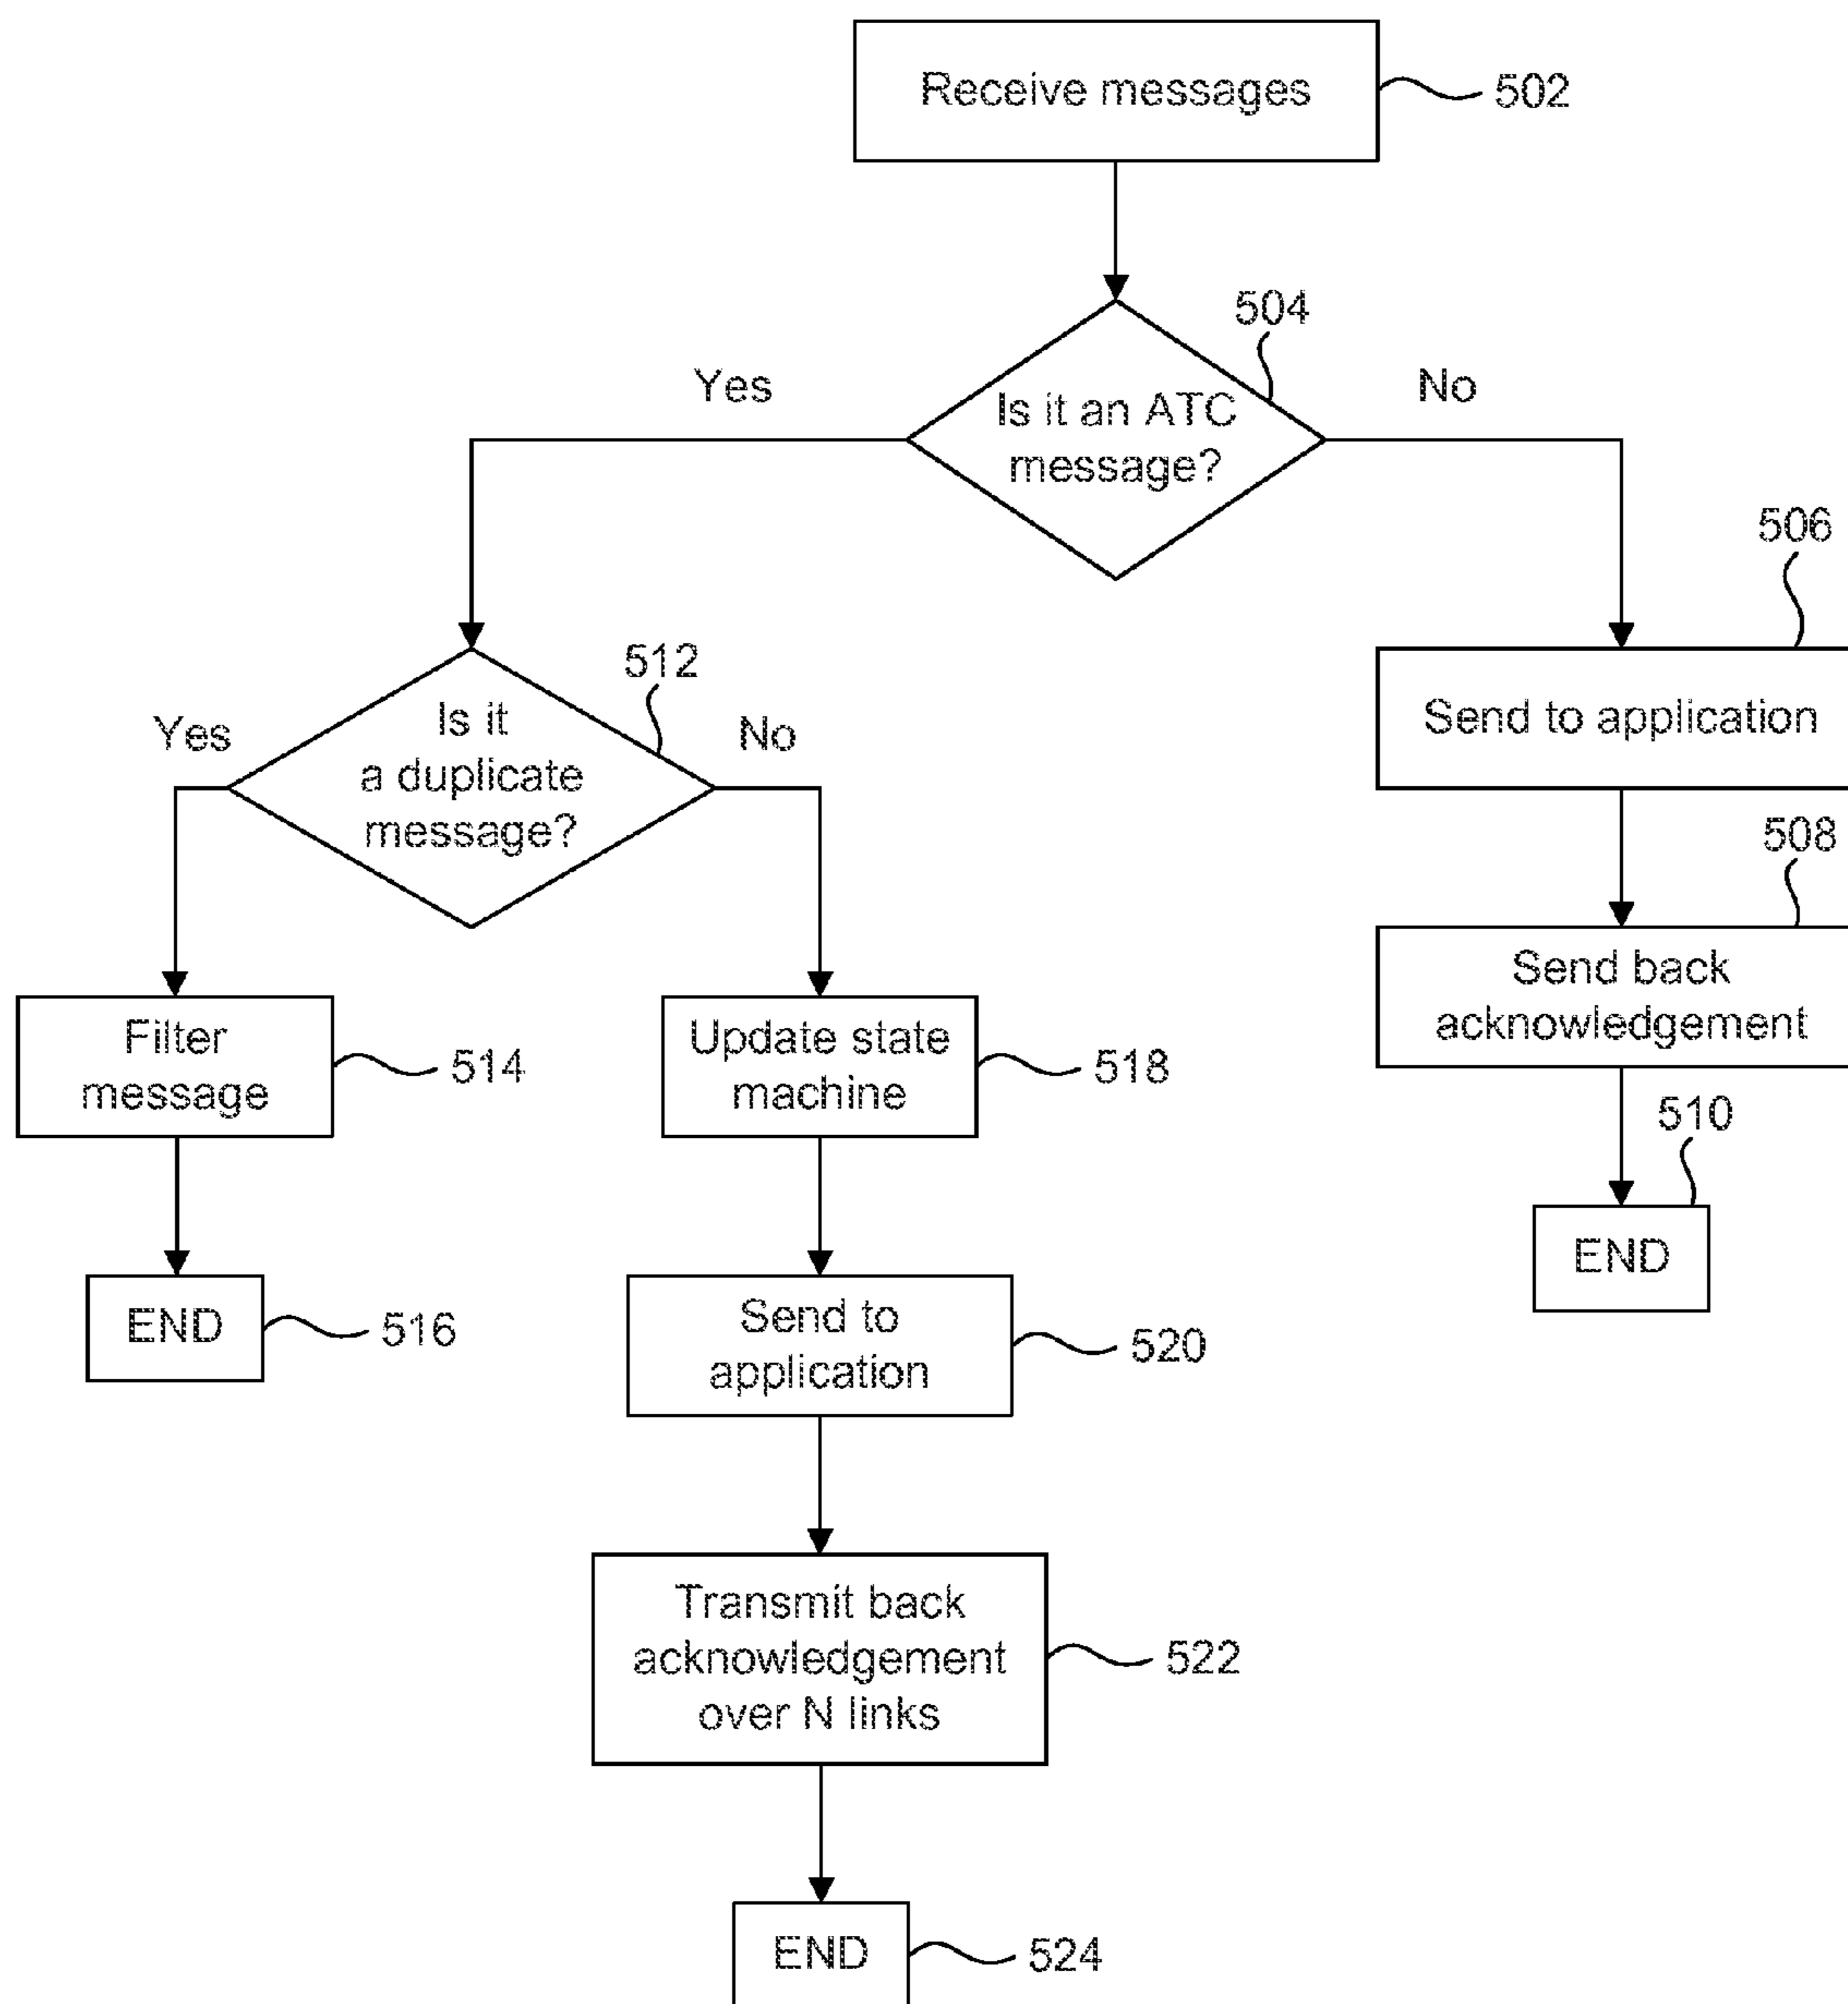 Receive messages
502
504
Yes
Is it an ATC
message?
No
506
Send to application
508
Send back
acknowledgement
510
END
512
Yes
Is it
a duplicate
message?
No
Filter
message
514
END
516
Update state
machine
518
Send to
application
520
Transmit back
acknowledgement
over N links
522
END
524